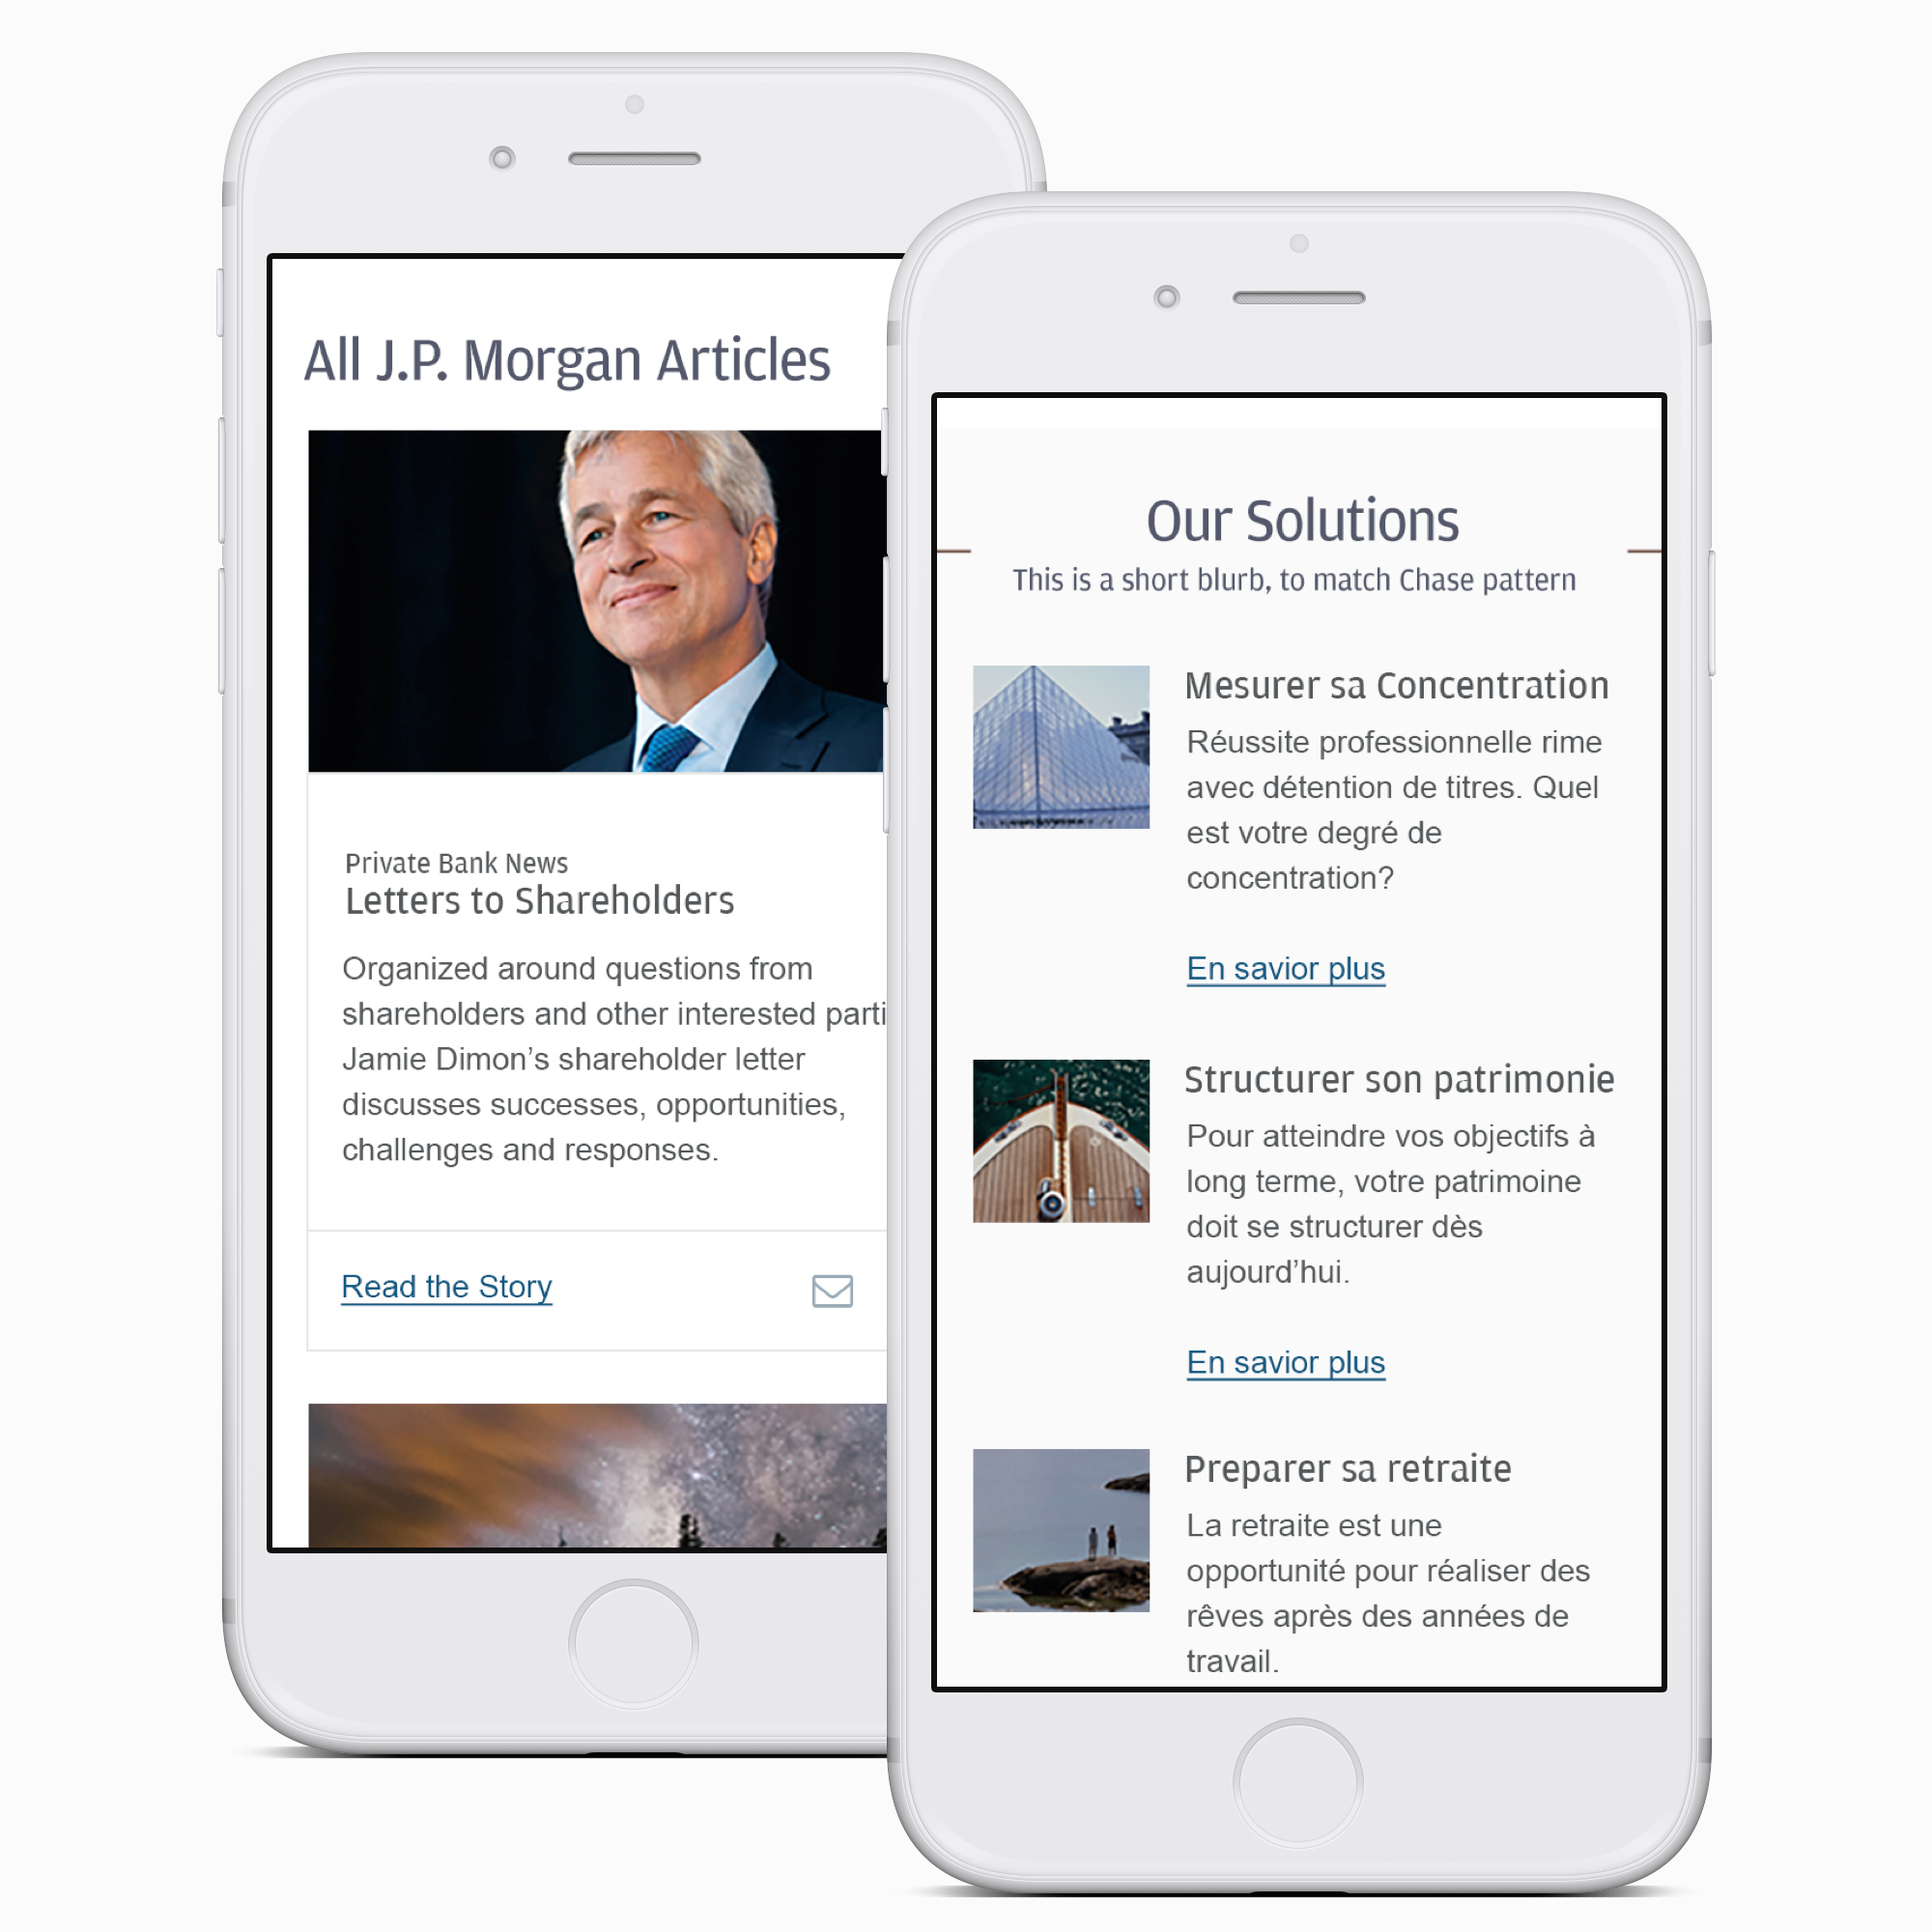 All J.P. Morgan Articles
Private Bank News
Letters to Shareholders
Organized around questions from
shareholders and other interested parti
Jamie Dimon’s shareholder letter
discusses successes, opportunities,
challenges and responses.
Read the Story
Our Solutions
This is a short blurb, to match Chase pattern
Mesurer sa Concentration
Réussite professionnelle rime
avec détention de titres. Quel
est votre degré de
concentration?
En savior plus
Structurer son patrimonie
Pour atteindre vos objectifs à
long terme, votre patrimoine
doit se structurer dès
aujourd’hui.
En savior plus
Preparer sa retraite
La retraite est une
opportunité pour réaliser des
rêves après des années de
travail.